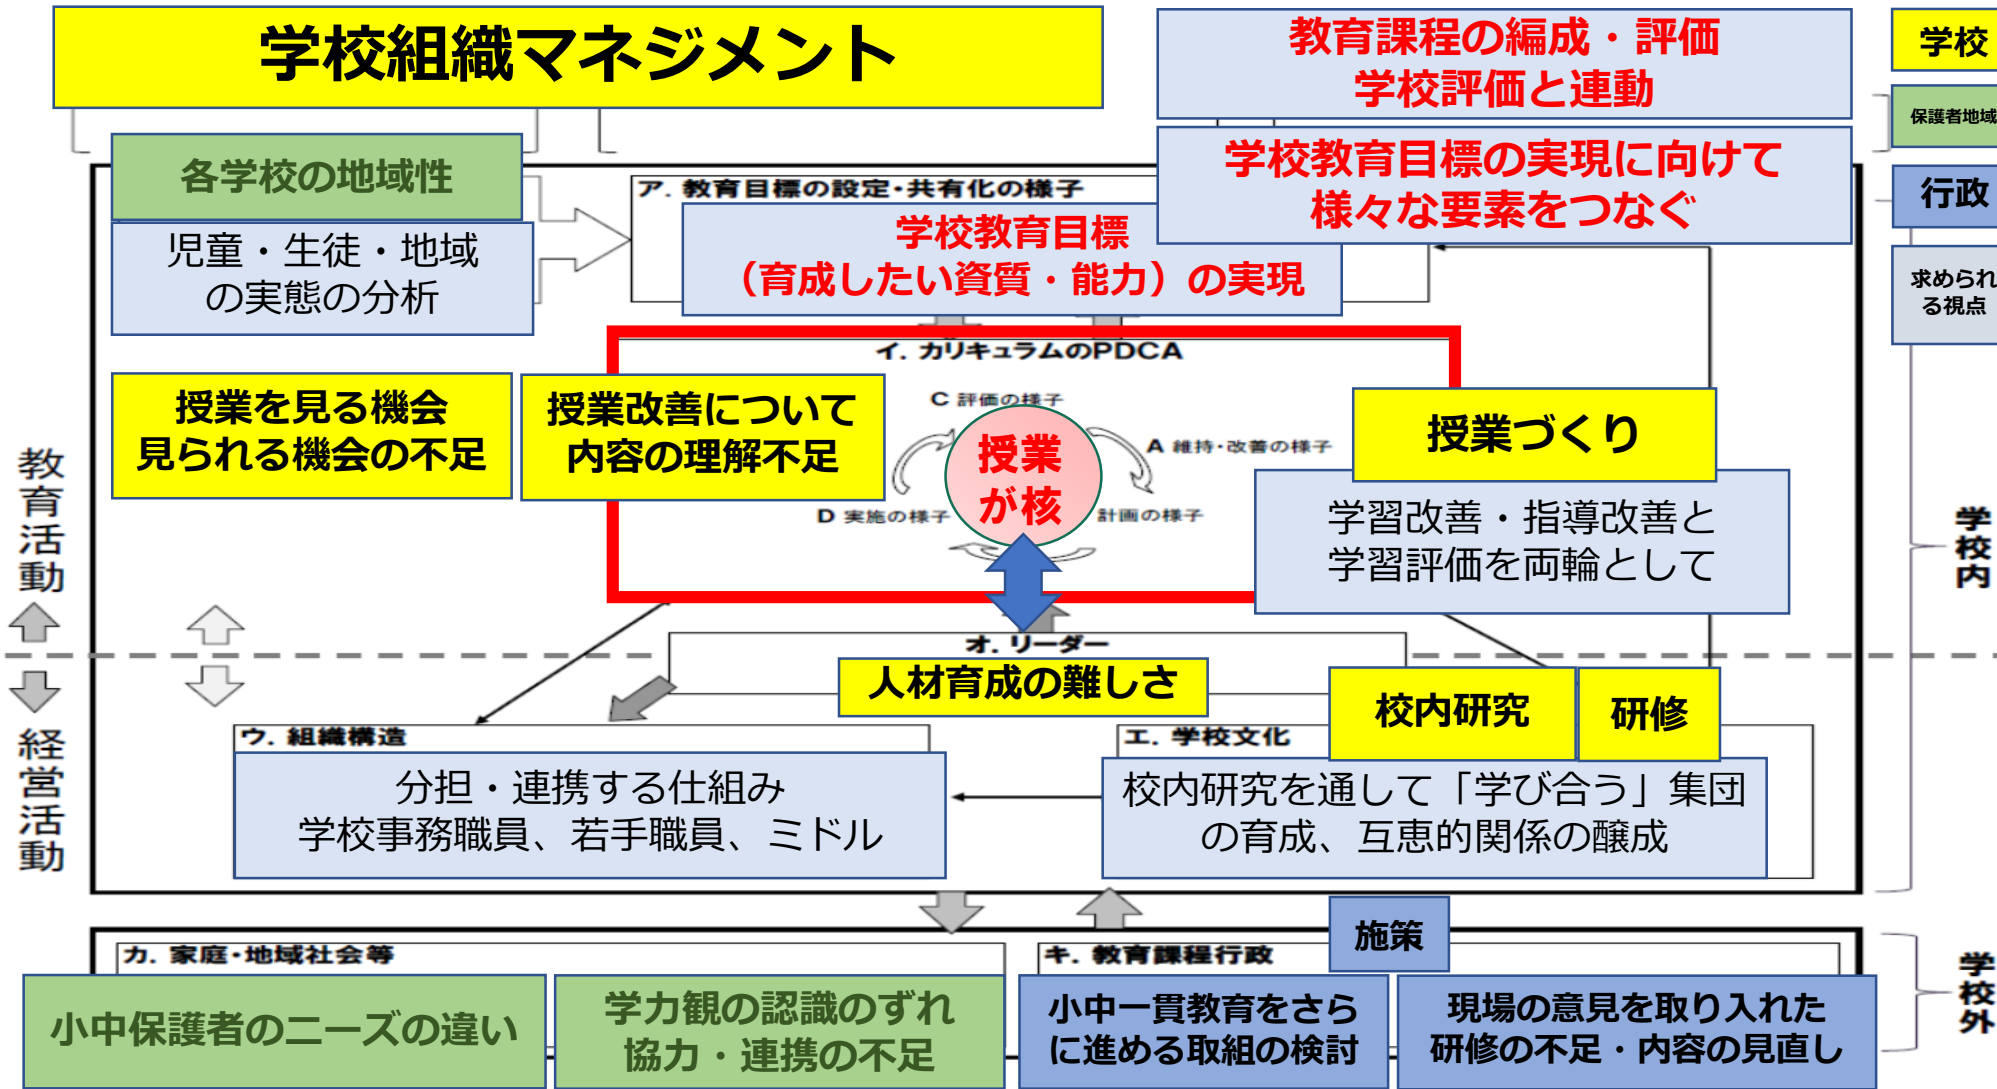 学校組織マネジメント
教育課程の編成・評価
学校評価と連動
学校
保護者地域
行政
求められ
る視点
各学校の地域性
児童・生徒・地域
の実態の分析
学校教育目標の実現に向けて
様々な要素をつなぐ
ア. 教育目標の設定・共有化の様子
学校教育目標
（育成したい資質・能力）の実現
イ. カリキュラムのPDCA
授業を見る機会
見られる機会の不足
授業改善について
内容の理解不足
C 評価の様子
A 維持・改善の様子
授業
が核
D 実施の様子
計画の様子
授業づくり
学習改善・指導改善と
学習評価を両輪として
教育活動
経営活動
学校内
オ. リーダー
人材育成の難しさ
校内研究
研修
ウ. 組織構造
分担・連携する仕組み
学校事務職員、若手職員、ミドル
エ. 学校文化
校内研究を通して「学び合う」集団
の育成、互恵的関係の醸成
施策
カ. 家庭・地域社会等
小中保護者のニーズの違い
学力観の認識のずれ
協力・連携の不足
キ. 教育課程行政
小中一貫教育をさら
に進める取組の検討
現場の意見を取り入れた
研修の不足・内容の見直し
学校外